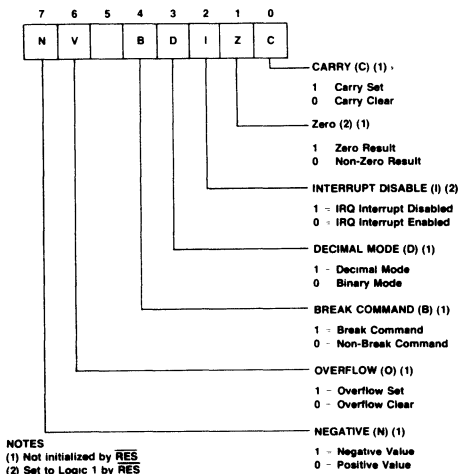 7 6 5 4 3 2 1 0
N V B D I Z C
CARRY (C) (1)
1 Carry Set
0 Carry Clear
Zero (2) (1)
1 Zero Result
0 Non-Zero Result
INTERRUPT DISABLE (I) (2)
1 = IRQ Interrupt Disabled
0 = IRQ Interrupt Enabled
DECIMAL MODE (D) (1)
1 - Decimal Mode
0 Binary Mode
BREAK COMMAND (B) (1)
1 = Break Command
0 - Non-Break Command
OVERFLOW (O) (1)
1 - Overflow Set
0 - Overflow Clear
NEGATIVE (N) (1)
1 = Negative Value
0 - Positive Value
NOTES
(1) Not initialized by RES
(2) Set to Logic 1 by RES